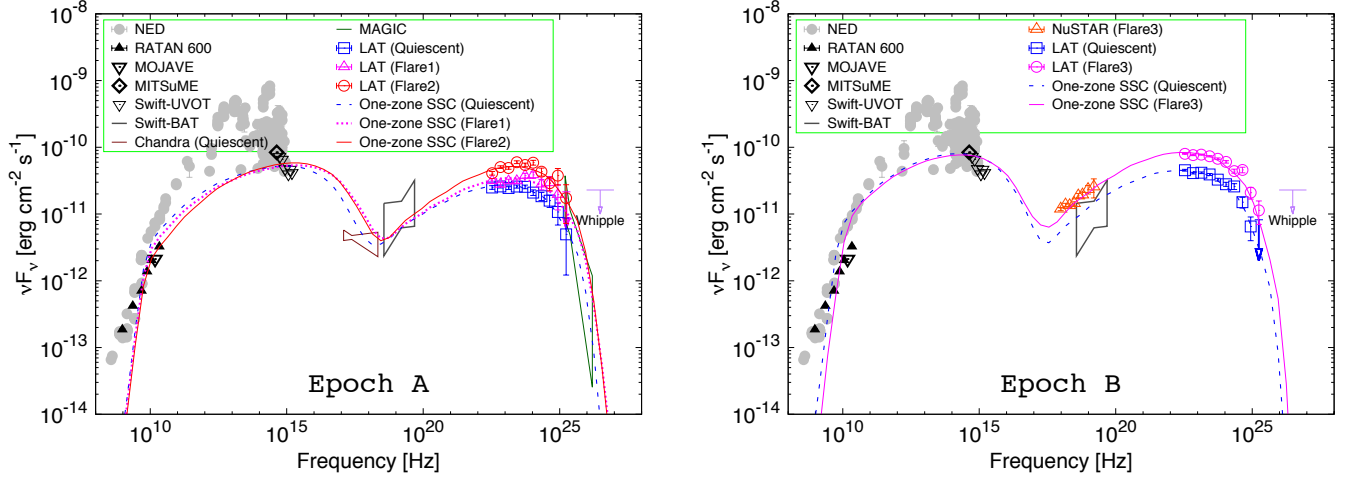 10^-8
10^-9
10^-10
10^-11
10^-12
10^-13
10^-14
νF_ν [erg cm^-2 s^-1]
NED
RATAN 600
MOJAVE
MITSuME
Swift-UVOT
Swift-BAT
Chandra (Quiescent)
MAGIC
LAT (Quiescent)
LAT (Flare1)
LAT (Flare2)
One-zone SSC (Quiescent)
One-zone SSC (Flare1)
One-zone SSC (Flare2)
Whipple
Epoch A
10^10 10^15 10^20 10^25
Frequency [Hz]
10^-8
10^-9
10^-10
10^-11
10^-12
10^-13
10^-14
νF_ν [erg cm^-2 s^-1]
NED
RATAN 600
MOJAVE
MITSuME
Swift-UVOT
Swift-BAT
NuSTAR (Flare3)
LAT (Quiescent)
LAT (Flare3)
One-zone SSC (Quiescent)
One-zone SSC (Flare3)
Whipple
Epoch B
10^10 10^15 10^20 10^25
Frequency [Hz]